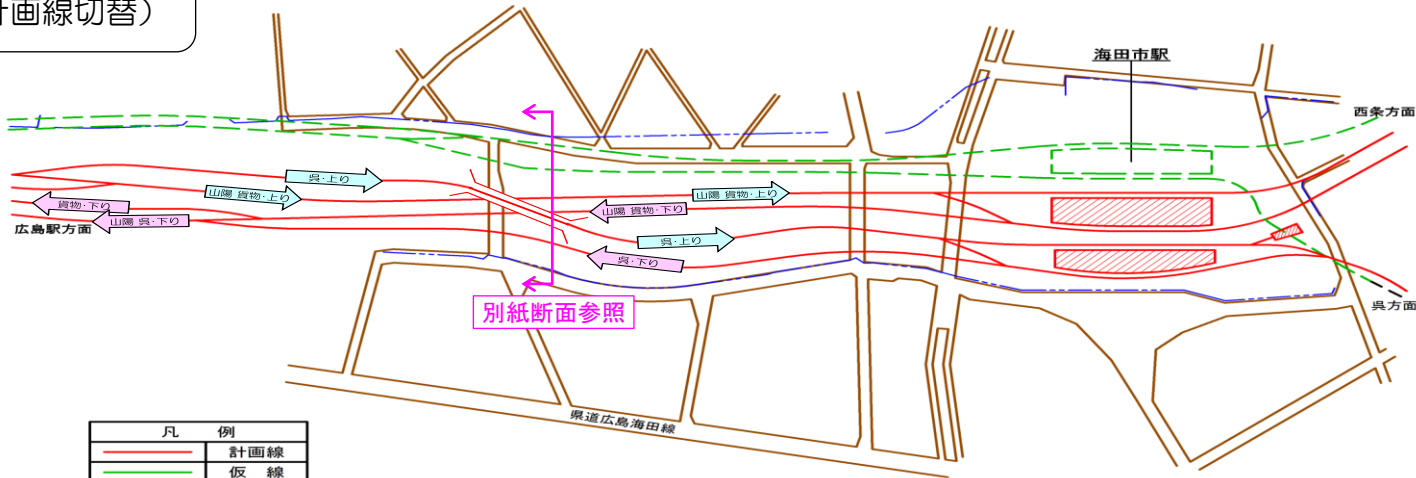 計画線切替）
海田市駅
西条方面
呉・上り
山陽 貨物・上り
山陽 貨物・上り
貨物・下り
山陽 貨物・下り
山陽 呉・下り
広島駅方面
呉・上り
呉・下り
呉方面
別紙断面参照
県道広島海田線
凡 例
計画線
仮 線